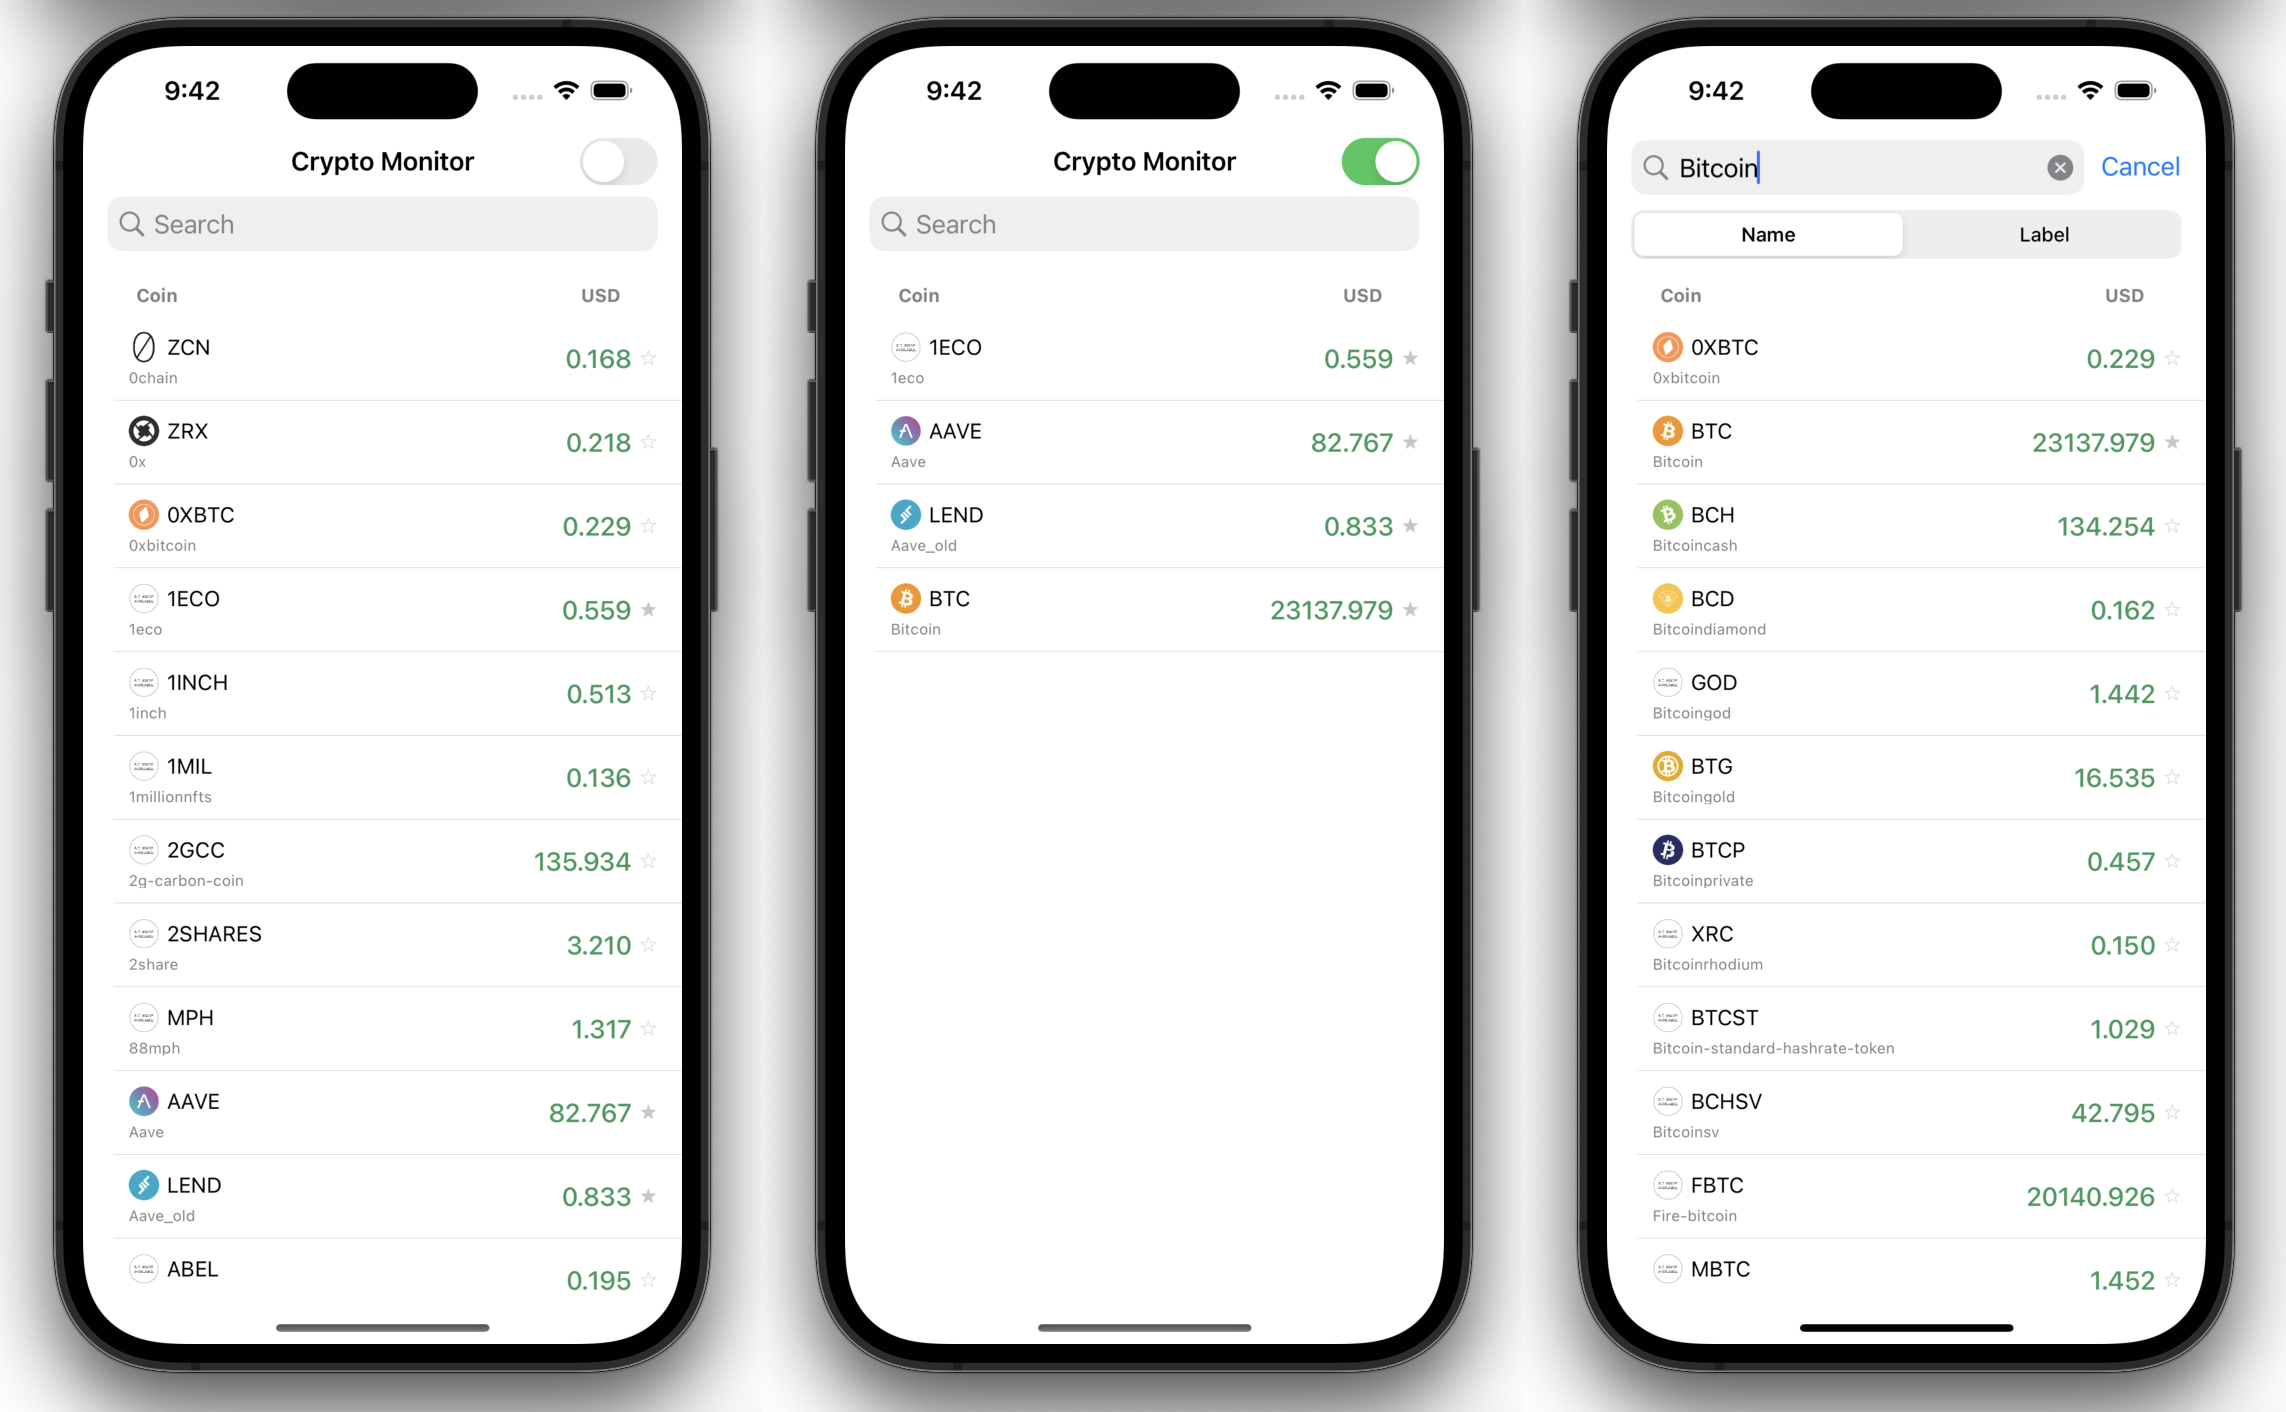 9:42
Crypto Monitor
Search
Coin USD
ZCN
0.168
0chain
ZRX
0.218
0x
0XBTC
0.229
0xbitcoin
1ECO
0.559
1eco
1INCH
0.513
1inch
1MIL
0.136
1millionnfts
2GCC
135.934
2g-carbon-coin
2SHARES
3.210
2share
MPH
1.317
88mph
AAVE
82.767
Aave
LEND
0.833
Aave_old
ABEL
0.195
9:42
Crypto Monitor
Search
Coin USD
1ECO
0.559
1eco
AAVE
82.767
Aave
LEND
0.833
Aave_old
BTC
23137.979
Bitcoin
9:42
Bitcoin Cancel
Name Label
Coin USD
0XBTC
0.229
0xbitcoin
BTC
23137.979
Bitcoin
BCH
134.254
Bitcoincash
BCD
0.162
Bitcoindiamond
GOD
1.442
Bitcoingod
BTG
16.535
Bitcoingold
BTCP
0.457
Bitcoinprivate
XRC
0.150
Bitcoinrhodium
BTCST
1.029
Bitcoin-standard-hashrate-token
BCHSV
42.795
Bitcoinsv
FBTC
20140.926
Fire-bitcoin
MBTC
1.452